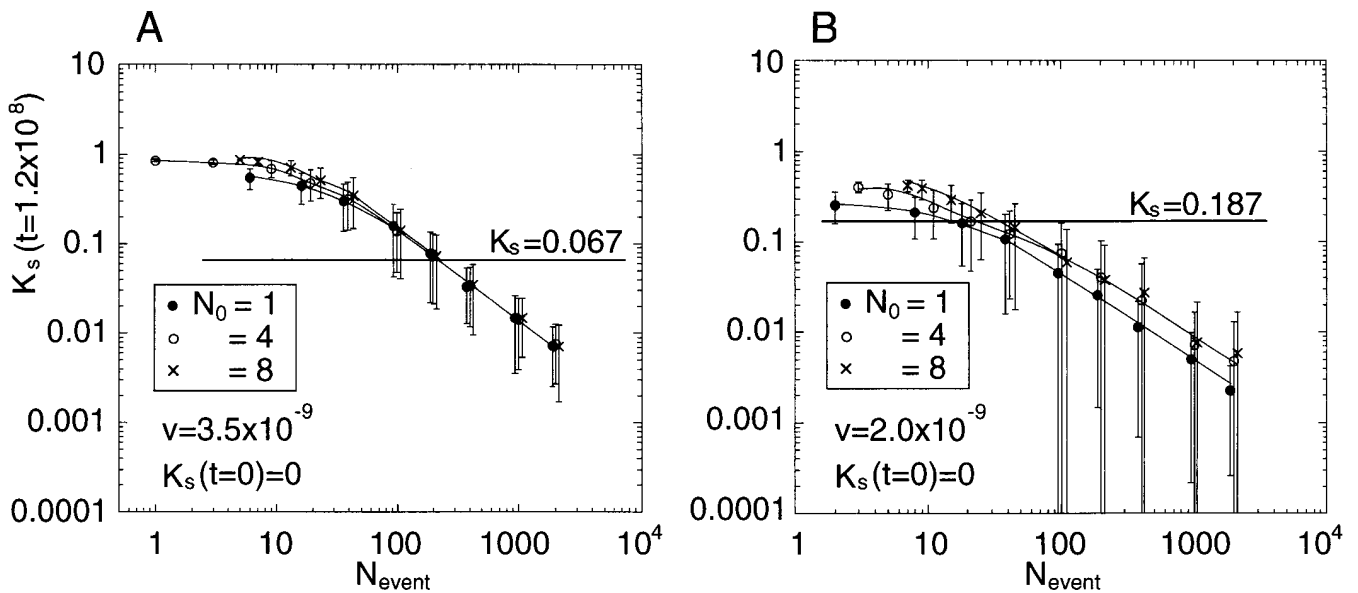 A
K_s (t=1.2x10^8)
10
1
0.1
0.01
0.001
0.0001
K_s=0.067
N_0 = 1
= 4
= 8
v=3.5x10^-9
K_s(t=0)=0
1 10 100 1000 10^4
N_event
B
10
1
0.1
0.01
0.001
0.0001
K_s=0.187
N_0 = 1
= 4
= 8
v=2.0x10^-9
K_s(t=0)=0
1 10 100 1000 10^4
N_event